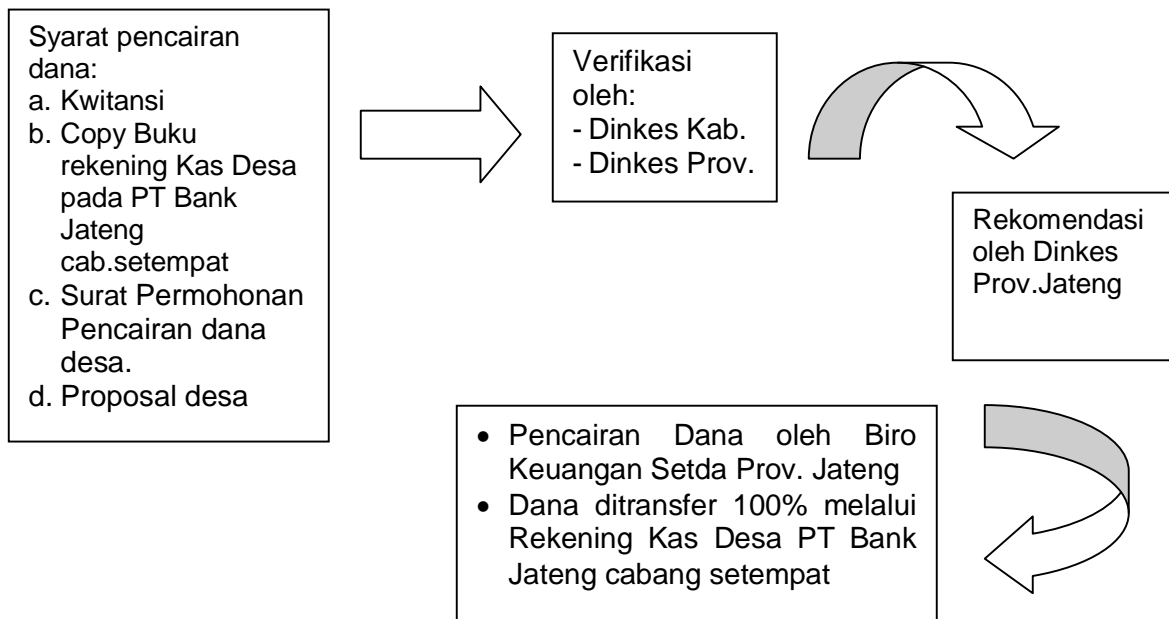 Syarat pencairan
dana:
a. Kwitansi
b. Copy Buku
rekening Kas Desa
pada PT Bank
Jateng
cab.setempat
c. Surat Permohonan
Pencairan dana
desa.
d. Proposal desa
Verifikasi
oleh:
- Dinkes Kab.
- Dinkes Prov.
Rekomendasi
oleh Dinkes
Prov.Jateng
• Pencairan Dana oleh Biro
Keuangan Setda Prov. Jateng
• Dana ditransfer 100% melalui
Rekening Kas Desa PT Bank
Jateng cabang setempat